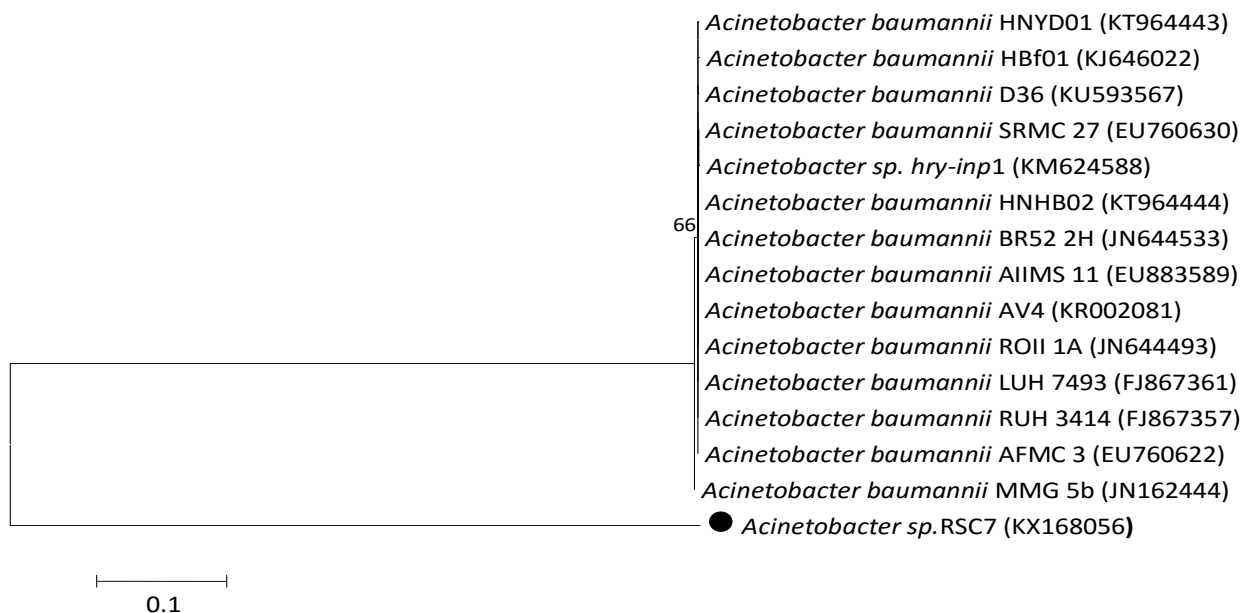 Acinetobacter baumannii HNYD01 (KT964443)
Acinetobacter baumannii HBf01 (KJ646022)
Acinetobacter baumannii D36 (KU593567)
Acinetobacter baumannii SRMC 27 (EU760630)
Acinetobacter sp. hry-inp1 (KM624588)
Acinetobacter baumannii HNHB02 (KT964444)
66
Acinetobacter baumannii BR52 2H (JN644533)
Acinetobacter baumannii AIIMS 11 (EU883589)
Acinetobacter baumannii AV4 (KR002081)
Acinetobacter baumannii ROII 1A (JN644493)
Acinetobacter baumannii LUH 7493 (FJ867361)
Acinetobacter baumannii RUH 3414 (FJ867357)
Acinetobacter baumannii AFMC 3 (EU760622)
Acinetobacter baumannii MMG 5b (JN162444)
Acinetobacter sp.RSC7 (KX168056)
0.1